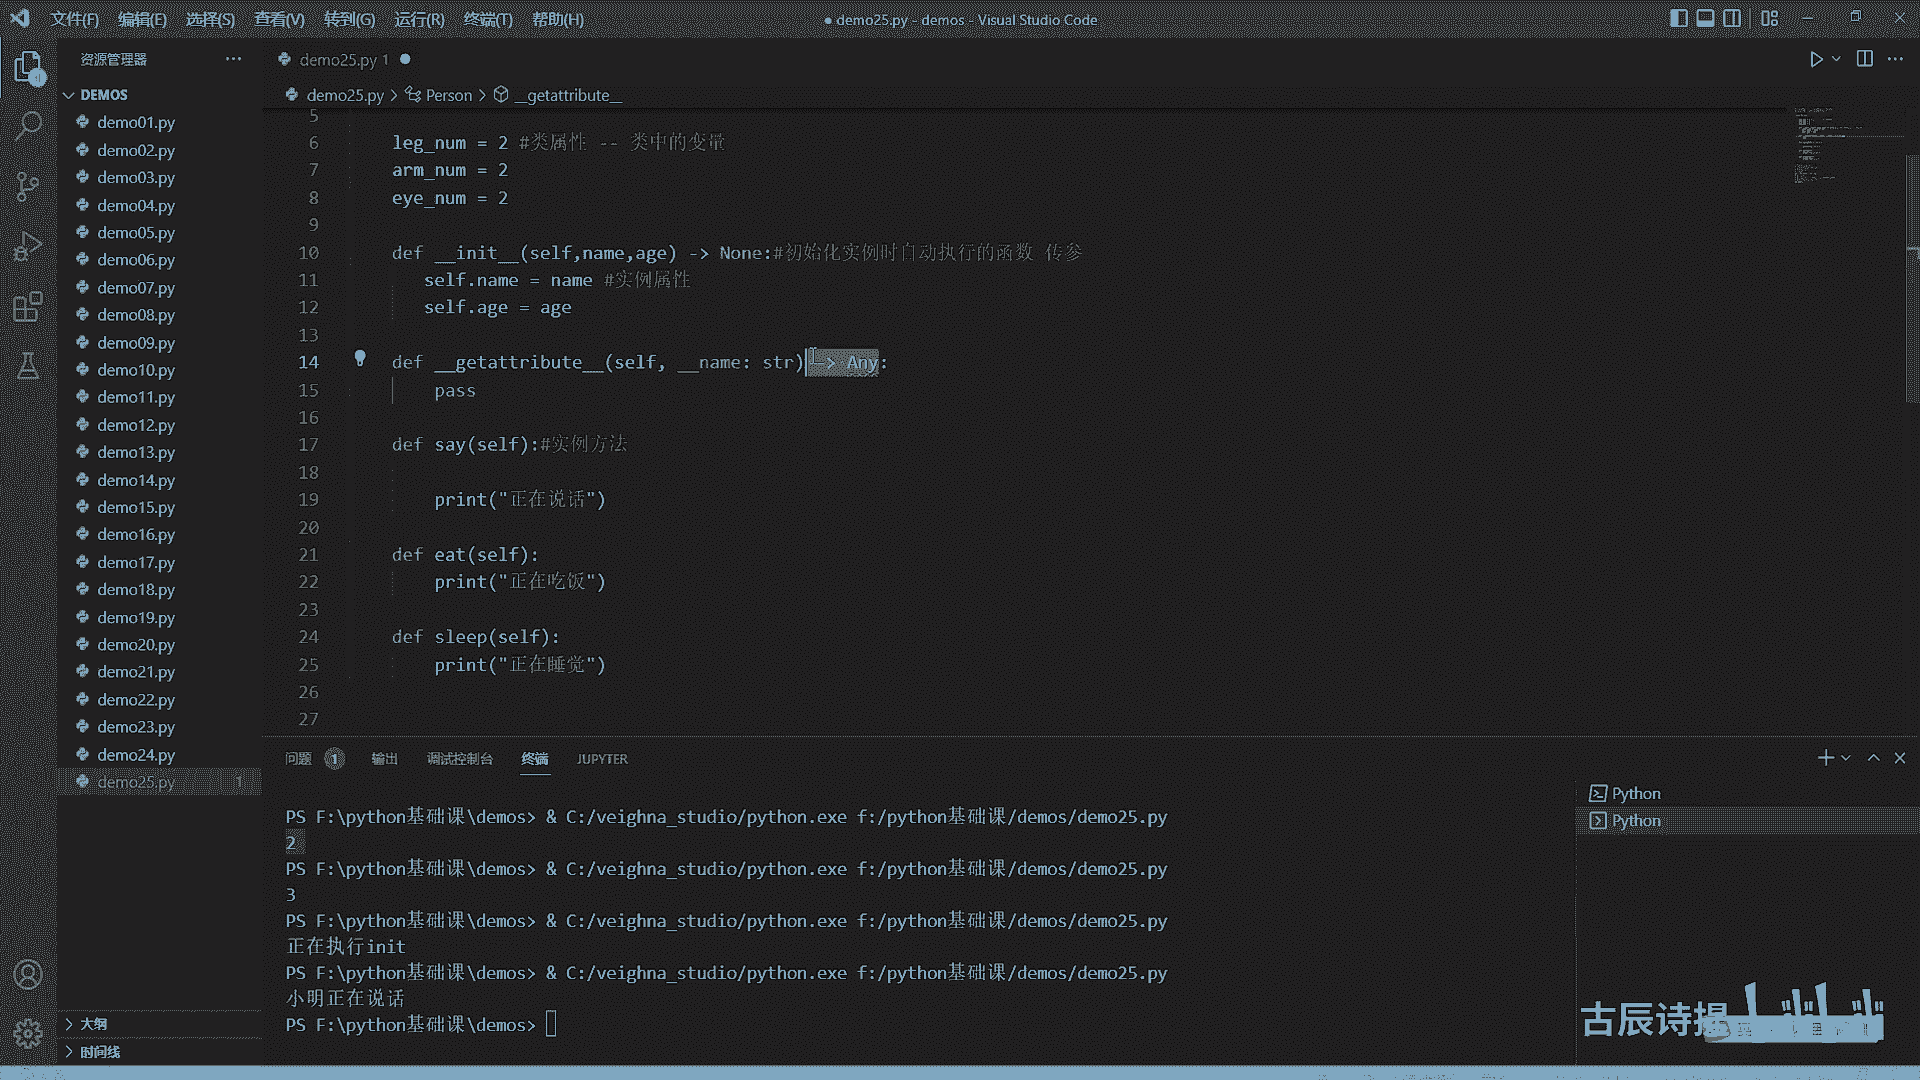 文件(F) 编辑(E) 选择(S) 查看(V) 转到(G) 运行(R) 终端(T) 帮助(H) ● demo25.py - demos - Visual Studio Code
资源管理器 ··· demo25.py 1 ●
DEMOS
demo25.py > Person > __getattribute__
demo01.py
demo02.py
demo03.py
demo04.py
demo05.py
demo06.py
demo07.py
demo08.py
demo09.py
demo10.py
demo11.py
demo12.py
demo13.py
demo14.py
demo15.py
demo16.py
demo17.py
demo18.py
demo19.py
demo20.py
demo21.py
demo22.py
demo23.py
demo24.py
demo25.py 1
大纲
时间线
5
6 leg_num = 2 #类属性 -- 类中的变量
7 arm_num = 2
8 eye_num = 2
9
10 def __init__(self,name,age) -> None:#初始化实例时自动执行的函数 传参
11 self.name = name #实例属性
12 self.age = age
13
14 def __getattribute__(self, __name: str) -> Any:
15 pass
16
17 def say(self):#实例方法
18
19 print("正在说话")
20
21 def eat(self):
22 print("正在吃饭")
23
24 def sleep(self):
25 print("正在睡觉")
26
27
问题 1 输出 调试控制台 终端 JUPYTER
PS F:\python基础课\demos> & C:/veighna_studio/python.exe f:/python基础课/demos/demo25.py
2
PS F:\python基础课\demos> & C:/veighna_studio/python.exe f:/python基础课/demos/demo25.py
3
PS F:\python基础课\demos> & C:/veighna_studio/python.exe f:/python基础课/demos/demo25.py
正在执行init
PS F:\python基础课\demos> & C:/veighna_studio/python.exe f:/python基础课/demos/demo25.py
小明正在说话
PS F:\python基础课\demos>
Python
Python
古辰诗提